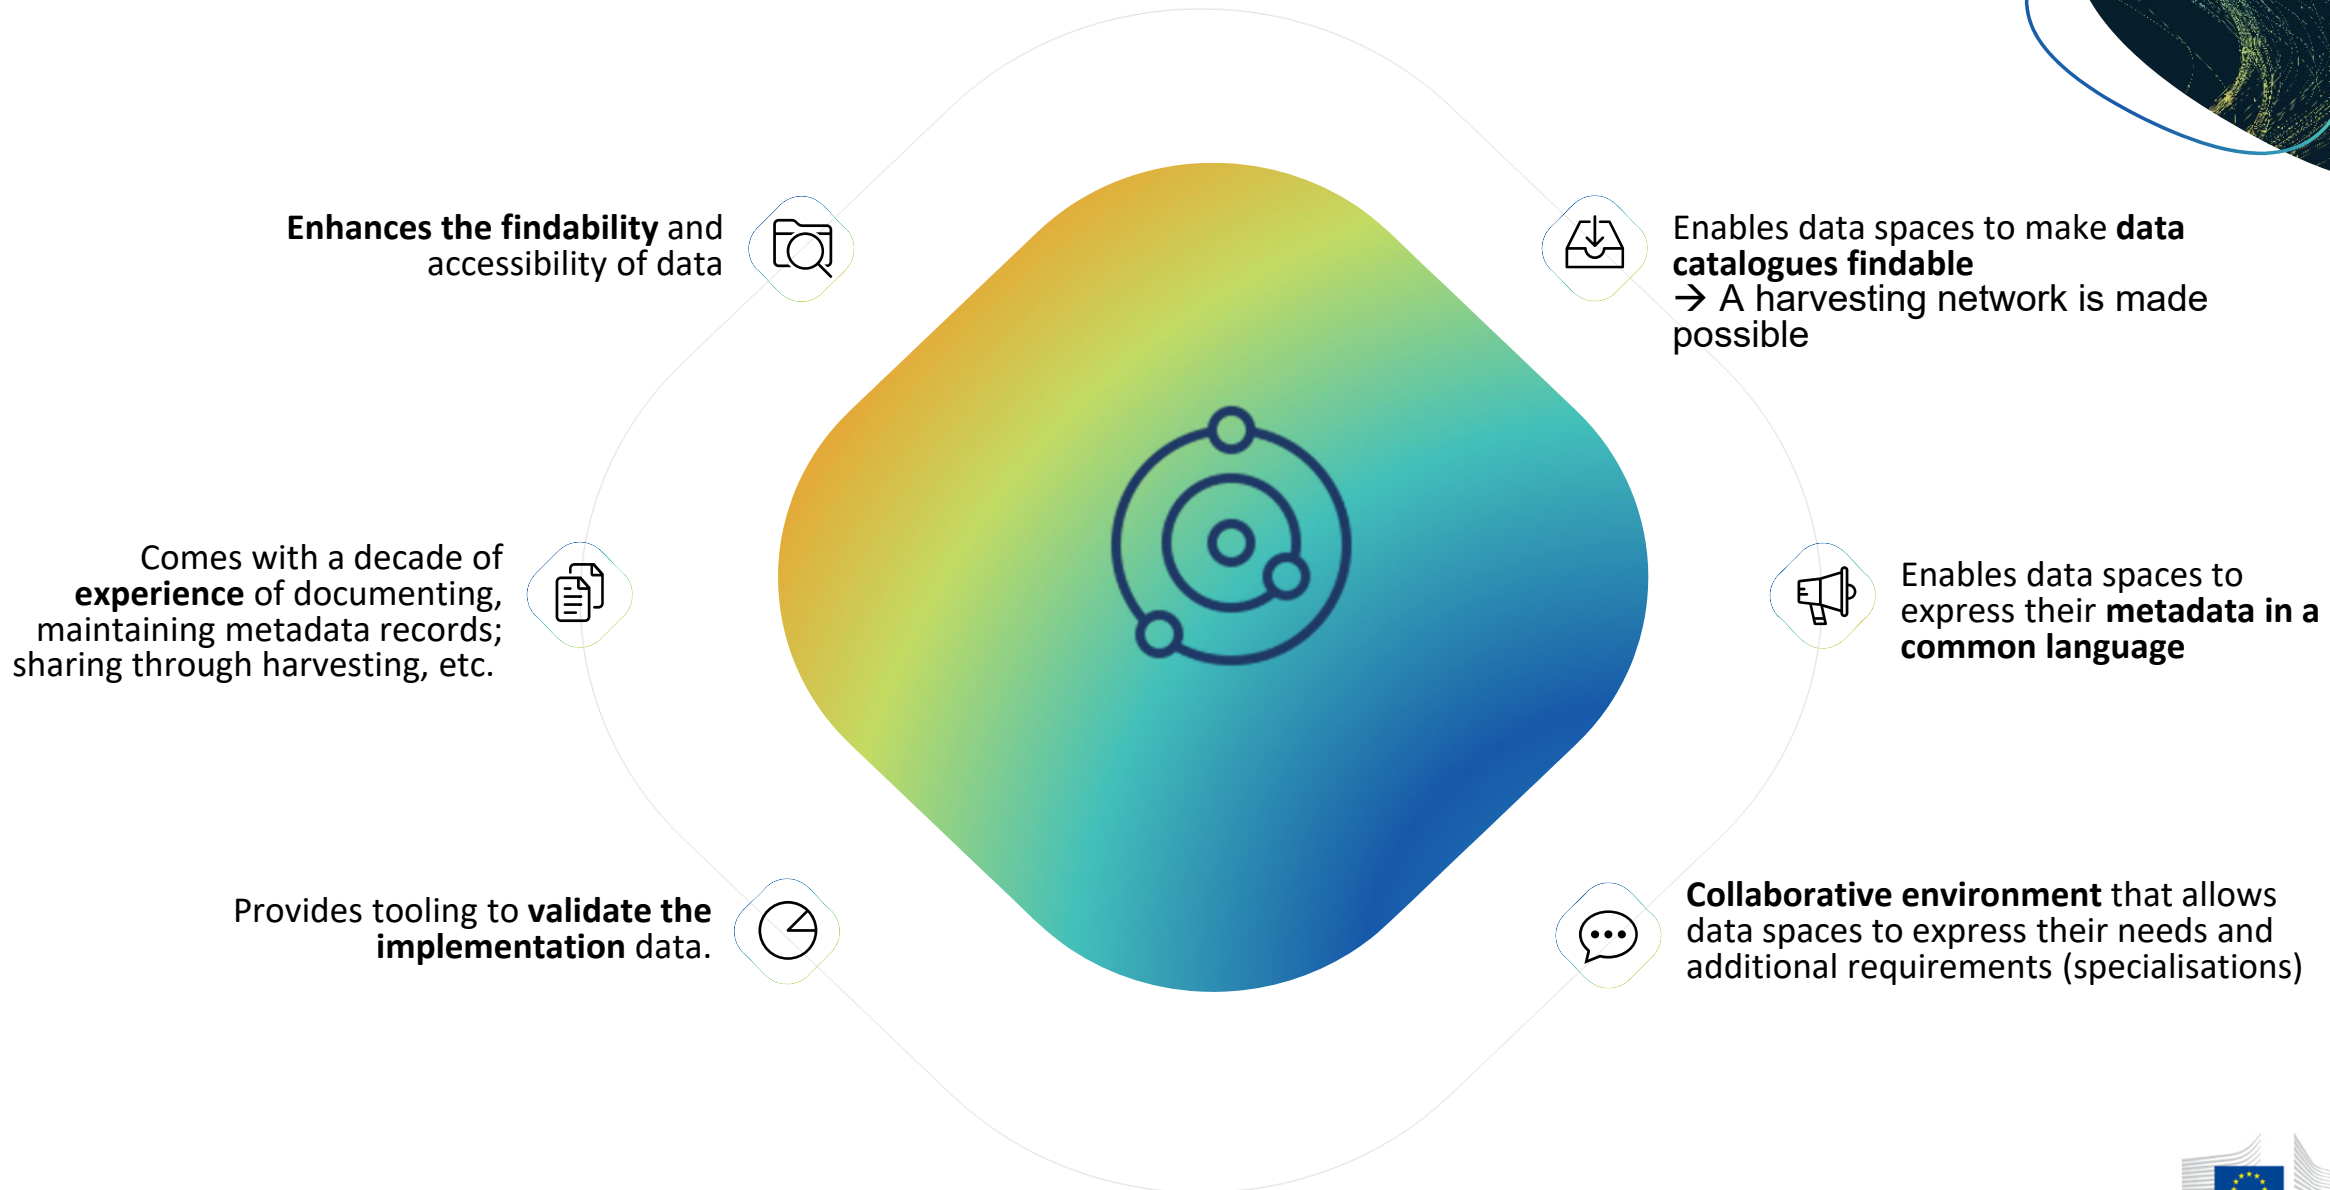 Enhances the findability and
accessibility of data
Enables data spaces to make data
catalogues findable
→ A harvesting network is made
possible
Comes with a decade of
experience of documenting,
maintaining metadata records;
sharing through harvesting, etc.
Enables data spaces to
express their metadata in a
common language
Provides tooling to validate the
implementation data.
Collaborative environment that allows
data spaces to express their needs and
additional requirements (specialisations)